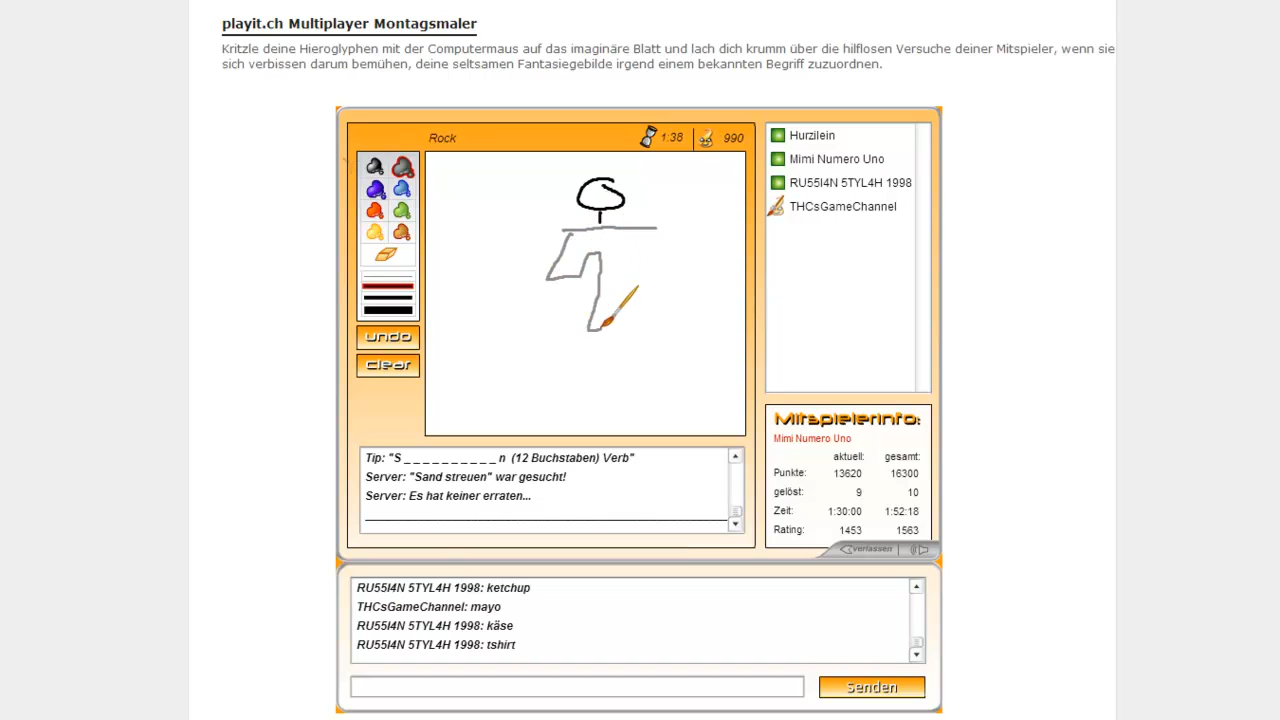 playit.ch Multiplayer Montagsmaler
Kritzle deine Hieroglyphen mit der Computermaus auf das imaginäre Blatt und lach dich krumm über die hilflosen Versuche deiner Mitspieler, wenn sie
sich verbissen darum bemühen, deine seltsamen Fantasiegebilde irgend einem bekannten Begriff zuzuordnen.
Rock 1:38 990
Hurzilein
Mimi Numero Uno
RU55I4N 5TYL4H 1998
THCsGameChannel
undo
Clear
Mitspielerinfo:
Mimi Numero Uno
aktuell: gesamt:
Punkte: 13620 16300
gelöst: 9 10
Zeit: 1:30:00 1:52:18
Rating: 1453 1563
verlassen
Tip: "S _ _ _ _ _ _ _ _ _ _ n (12 Buchstaben) Verb"
Server: "Sand streuen" war gesucht!
Server: Es hat keiner erraten...
RU55I4N 5TYL4H 1998: ketchup
THCsGameChannel: mayo
RU55I4N 5TYL4H 1998: käse
RU55I4N 5TYL4H 1998: tshirt
Senden